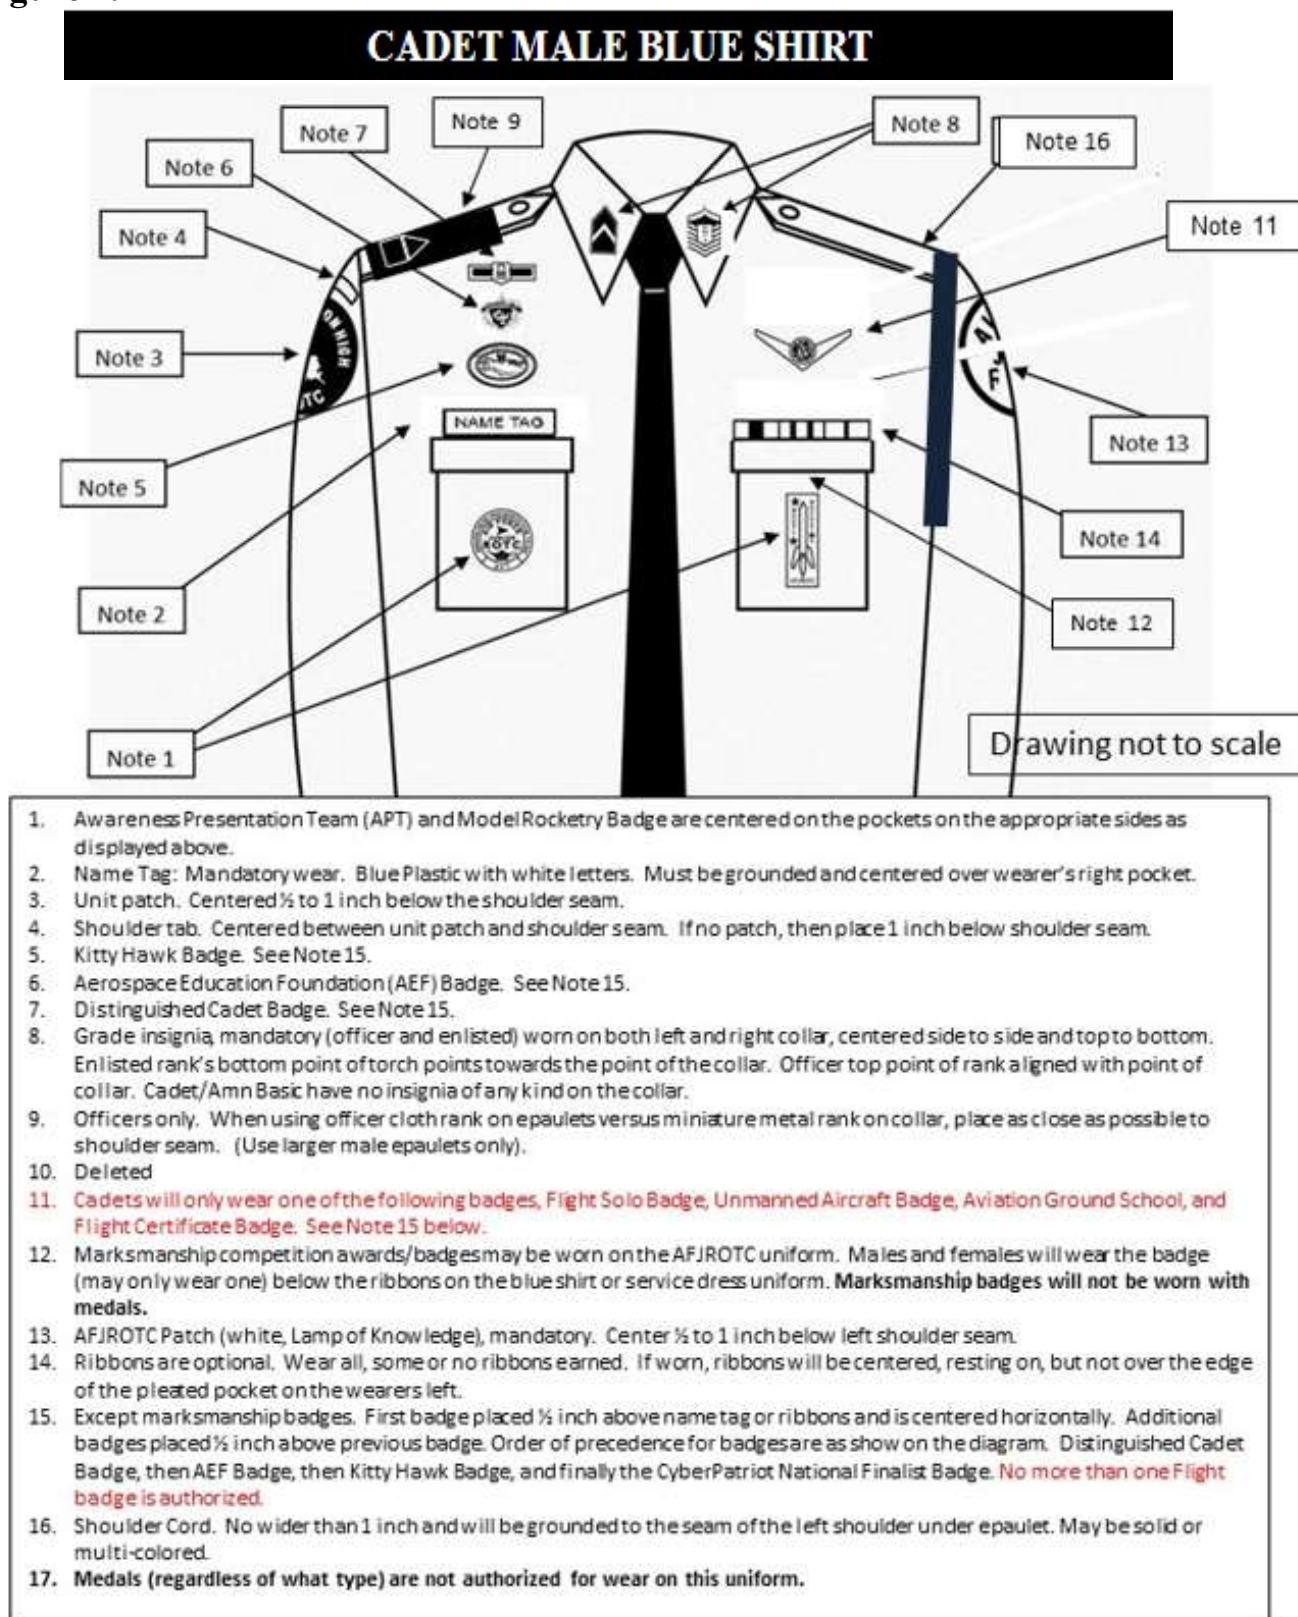 CADET MALE BLUE SHIRT
Note 9
Note 7
Note 8
Note 16
Note 6
Note 4
Note 11
Note 3
ON HIGH
OTC
NAME TAG
Note 13
Note 5
Note 14
Note 2
Note 12
Note 1
Drawing not to scale
1. Awareness Presentation Team (APT) and Model Rocketry Badge are centered on the pockets on the appropriate sides as
displayed above.
2. Name Tag: Mandatory wear. Blue Plastic with white letters. Must be grounded and centered over wearer's right pocket.
3. Unit patch. Centered ½ to 1 inch below the shoulder seam.
4. Shoulder tab. Centered between unit patch and shoulder seam. If no patch, then place 1 inch below shoulder seam.
5. Kitty Hawk Badge. See Note 15.
6. Aerospace Education Foundation (AEF) Badge. See Note 15.
7. Distinguished Cadet Badge. See Note 15.
8. Grade insignia, mandatory (officer and enlisted) worn on both left and right collar, centered side to side and top to bottom.
Enlisted rank's bottom point of torch points towards the point of the collar. Officer top point of rank aligned with point of
collar. Cadet/Amn Basic have no insignia of any kind on the collar.
9. Officers only. When using officer cloth rank on epaulets versus miniature metal rank on collar, place as close as possible to
shoulder seam. (Use larger male epaulets only).
10. Deleted
11. Cadets will only wear one of the following badges, Flight Solo Badge, Unmanned Aircraft Badge, Aviation Ground School, and
Flight Certificate Badge. See Note 15 below.
12. Marksmanship competition awards/badges may be worn on the AFJROTC uniform. Males and females will wear the badge
(may only wear one) below the ribbons on the blue shirt or service dress uniform. Marksmanship badges will not be worn with
medals.
13. AFJROTC Patch (white, Lamp of Knowledge), mandatory. Center ½ to 1 inch below left shoulder seam.
14. Ribbons are optional. Wear all, some or no ribbons earned. If worn, ribbons will be centered, resting on, but not over the edge
of the pleated pocket on the wearers left.
15. Except marksmanship badges. First badge placed ½ inch above name tag or ribbons and is centered horizontally. Additional
badges placed ½ inch above previous badge. Order of precedence for badges are as show on the diagram. Distinguished Cadet
Badge, then AEF Badge, then Kitty Hawk Badge, and finally the CyberPatriot National Finalist Badge. No more than one Flight
badge is authorized.
16. Shoulder Cord. No wider than 1 inch and will be grounded to the seam of the left shoulder under epaulet. May be solid or
multi-colored.
17. Medals (regardless of what type) are not authorized for wear on this uniform.